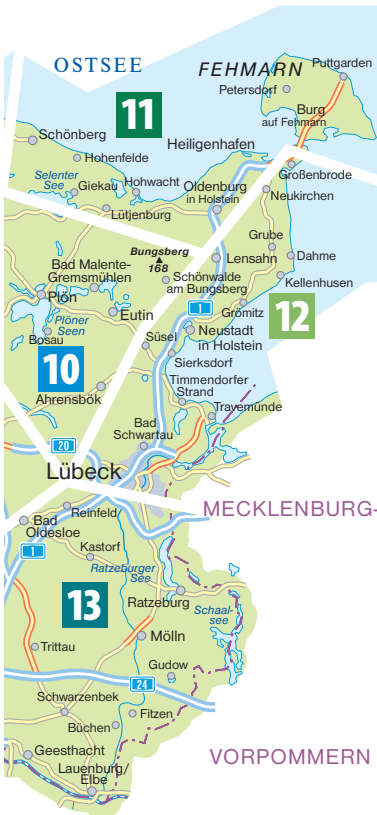 OSTSEE
FEHMARN
Puttgarden
Petersdorf
11
Burg
auf Fehmarn
Schönberg
Heiligenhafen
Hohenfelde
Großenbrode
Selenter
See
Giekau
Hohwacht
Oldenburg
in Holstein
Neukirchen
Lütjenburg
Grube
Bungsberg
168
Lensahn
Dahme
Bad Malente-
Gremsmühlen
Schönwalde
am Bungsberg
Kellenhusen
Plön
Eutin
1
Grömitz
12
Plöner
Seen
Bosau
Süsel
Neustadt
in Holstein
10
Sierksdorf
Timmendorfer
Strand
Ahrensbök
Travemünde
Bad
Schwartau
20
Lübeck
MECKLENBURG-
Reinfeld
Bad
Oldesloe
1
Kastorf
Ratzeburger
See
13
Ratzeburg
Schaal-
see
Mölln
Trittau
Gudow
24
Schwarzenbek
Fitzen
Büchen
Geesthacht
VORPOMMERN
Lauenburg/
Elbe